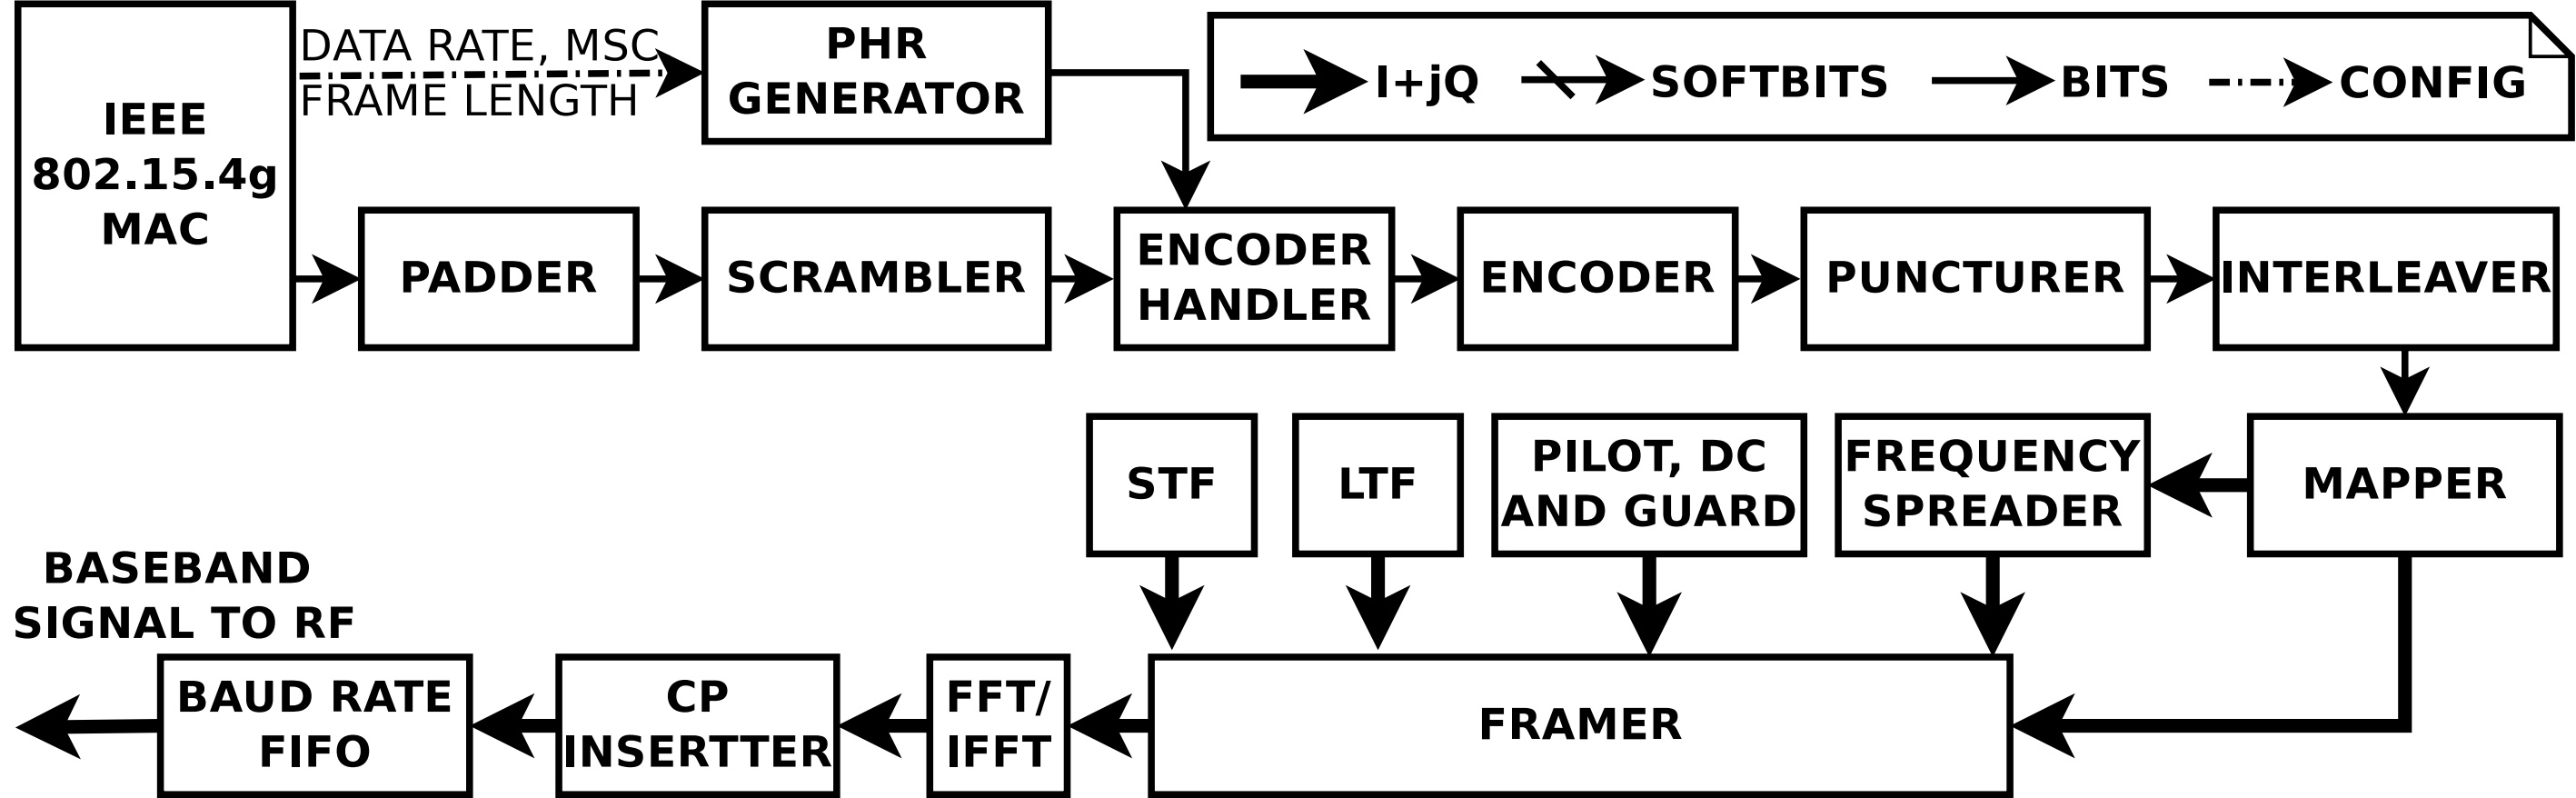 IEEE
802.15.4g
MAC
DATA RATE, MSC
FRAME LENGTH
PHR
GENERATOR
I+jQ
SOFTBITS
BITS
CONFIG
PADDER
SCRAMBLER
ENCODER
HANDLER
ENCODER
PUNCTURER
INTERLEAVER
STF
LTF
PILOT, DC
AND GUARD
FREQUENCY
SPREADER
MAPPER
BASEBAND
SIGNAL TO RF
BAUD RATE
FIFO
CP
INSERTTER
FFT/
IFFT
FRAMER